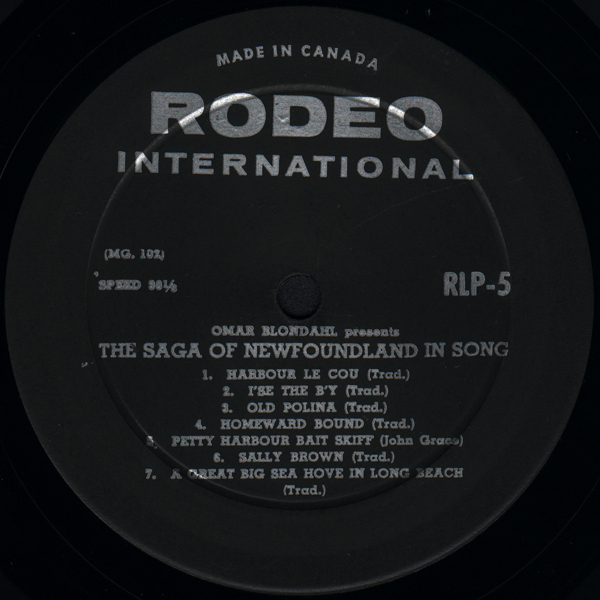 MADE IN CANADA
RODEO
INTERNATIONAL
(MG. 102)
SPEED 33⅓
RLP-5
OMAR BLONDAHL presents
THE SAGA OF NEWFOUNDLAND IN SONG
1. HARBOUR LE COU (Trad.)
2. I'SE THE B'Y (Trad.)
3. OLD POLINA (Trad.)
4. HOMEWARD BOUND (Trad.)
5. PETTY HARBOUR BAIT SKIFF (John Grace)
6. SALLY BROWN (Trad.)
7. A GREAT BIG SEA HOVE IN LONG BEACH
(Trad.)